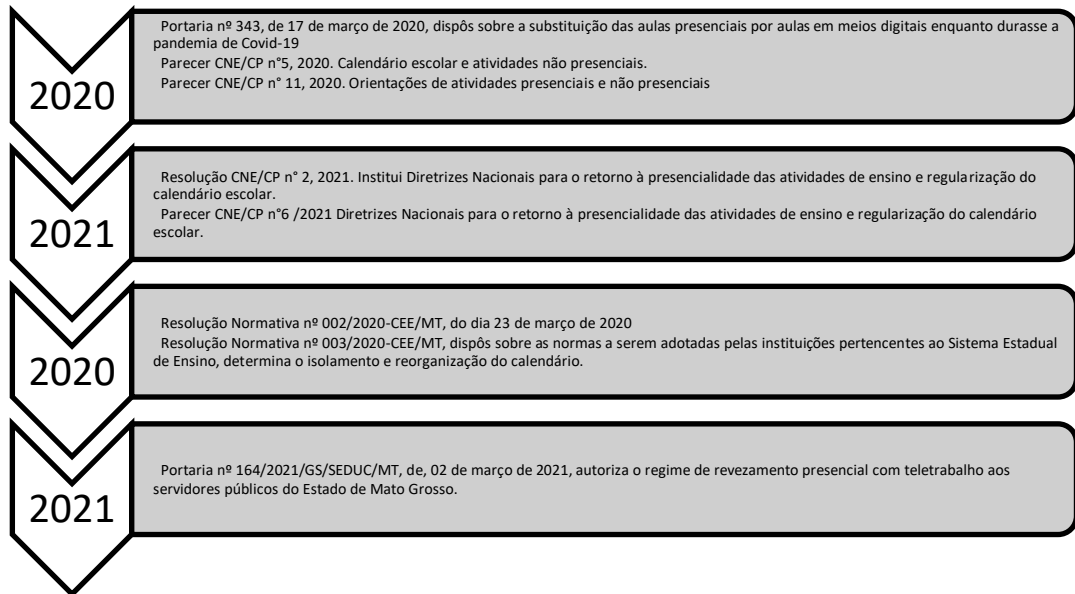 2020
Portaria nº 343, de 17 de março de 2020, dispôs sobre a substituição das aulas presenciais por aulas em meios digitais enquanto durasse a
pandemia de Covid-19
Parecer CNE/CP n°5, 2020. Calendário escolar e atividades não presenciais.
Parecer CNE/CP n° 11, 2020. Orientações de atividades presenciais e não presenciais
2021
Resolução CNE/CP n° 2, 2021. Institui Diretrizes Nacionais para o retorno à presencialidade das atividades de ensino e regularização do
calendário escolar.
Parecer CNE/CP n°6 /2021 Diretrizes Nacionais para o retorno à presencialidade das atividades de ensino e regularização do calendário
escolar.
2020
Resolução Normativa nº 002/2020-CEE/MT, do dia 23 de março de 2020
Resolução Normativa nº 003/2020-CEE/MT, dispôs sobre as normas a serem adotadas pelas instituições pertencentes ao Sistema Estadual
de Ensino, determina o isolamento e reorganização do calendário.
2021
Portaria nº 164/2021/GS/SEDUC/MT, de, 02 de março de 2021, autoriza o regime de revezamento presencial com teletrabalho aos
servidores públicos do Estado de Mato Grosso.